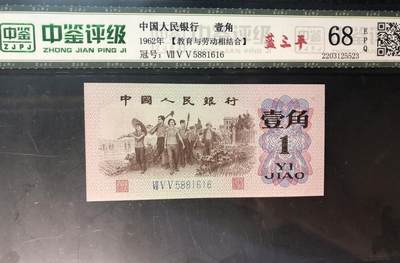 中鉴 ZJPJ
中鉴评级
ZHONG JIAN PING JI
中国人民银行 壹角
1962年 【教育与劳动相结合】
冠号: Ⅶ V V 5881616
蓝三平
68 EPQ
2203125523
中國人民銀行
壹角
1
YI
JIAO
Ⅶ V V 5881616